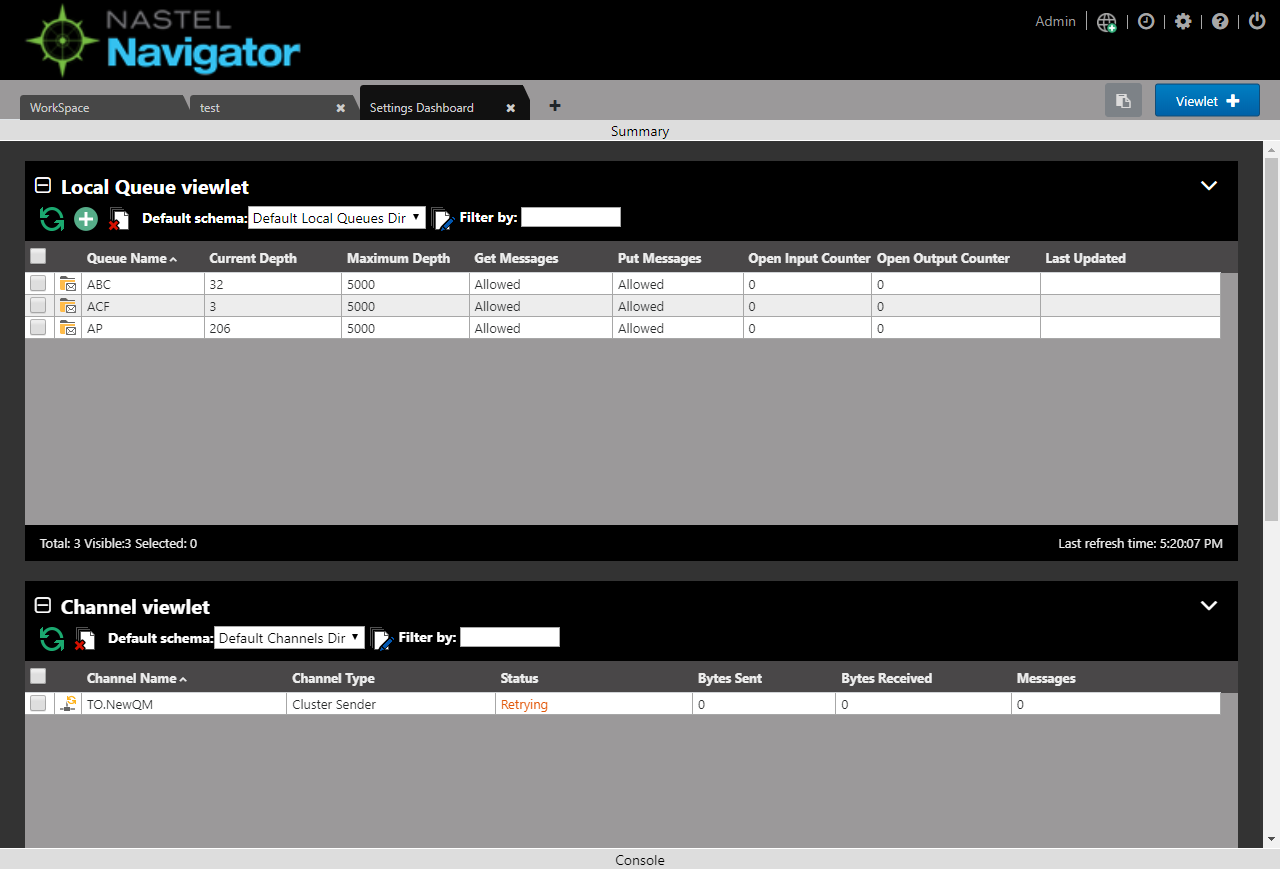 NASTEL
Navigator
Admin
WorkSpace test Settings Dashboard Viewlet
Summary
Local Queue viewlet
Default schema: Default Local Queues Dir Filter by:
Queue Name Current Depth Maximum Depth Get Messages Put Messages Open Input Counter Open Output Counter Last Updated
ABC 32 5000 Allowed Allowed 0 0
ACF 3 5000 Allowed Allowed 0 0
AP 206 5000 Allowed Allowed 0 0
Total: 3 Visible:3 Selected: 0 Last refresh time: 5:20:07 PM
Channel viewlet
Default schema: Default Channels Dir Filter by:
Channel Name Channel Type Status Bytes Sent Bytes Received Messages
TO.NewQM Cluster Sender Retrying 0 0 0
Console